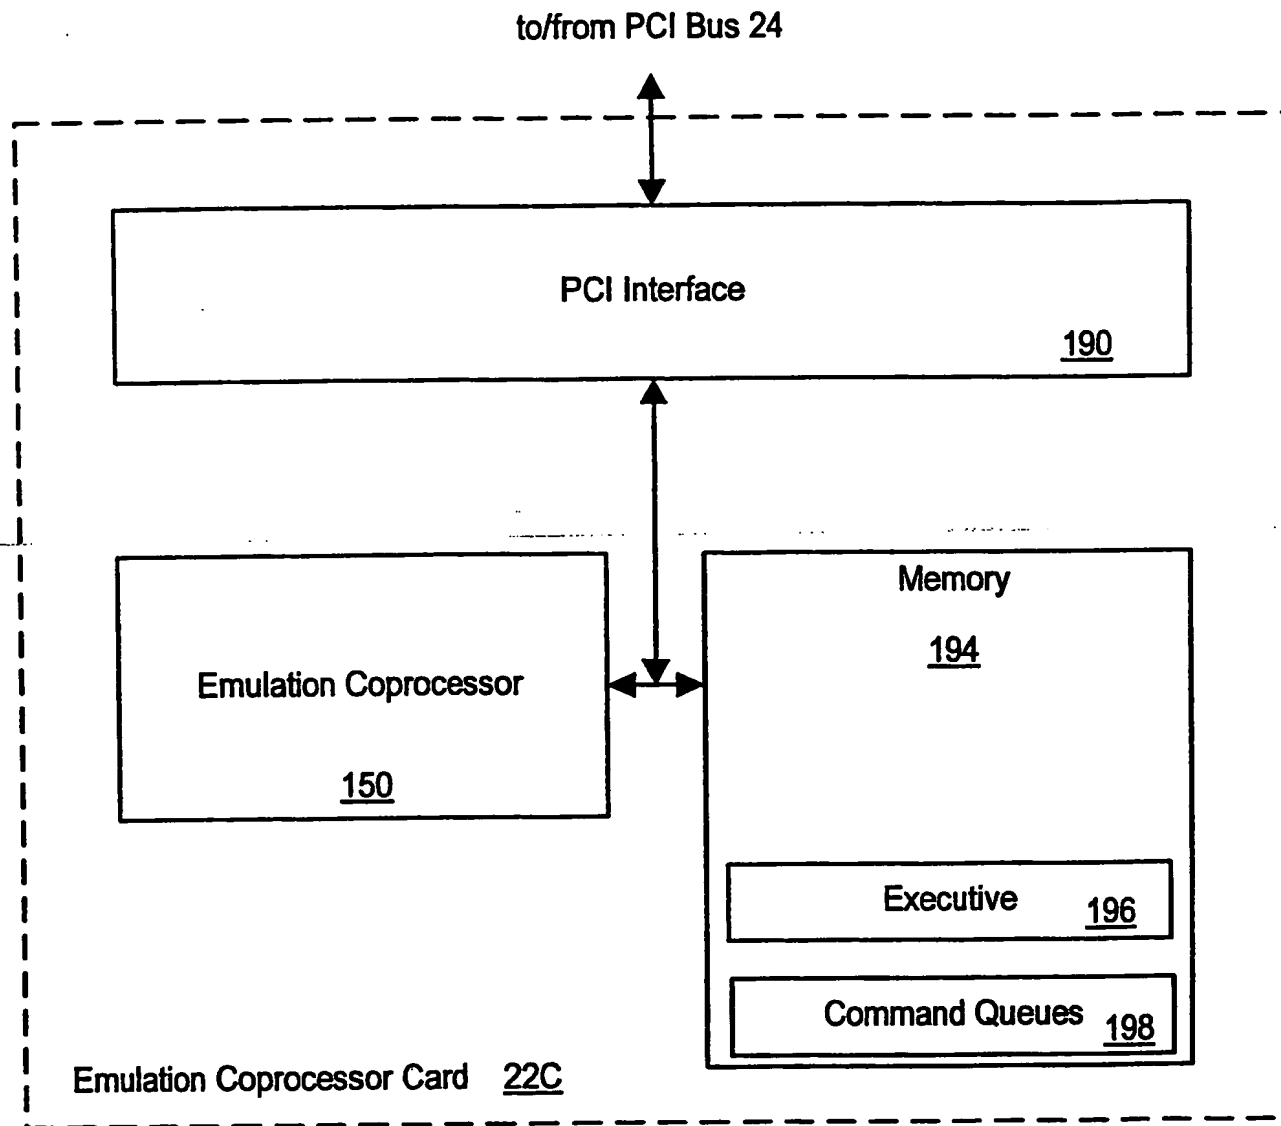 to/from PCI Bus 24
PCI Interface
190
Memory
194
Emulation Coprocessor
150
Executive
196
Command Queues
198
Emulation Coprocessor Card 22C